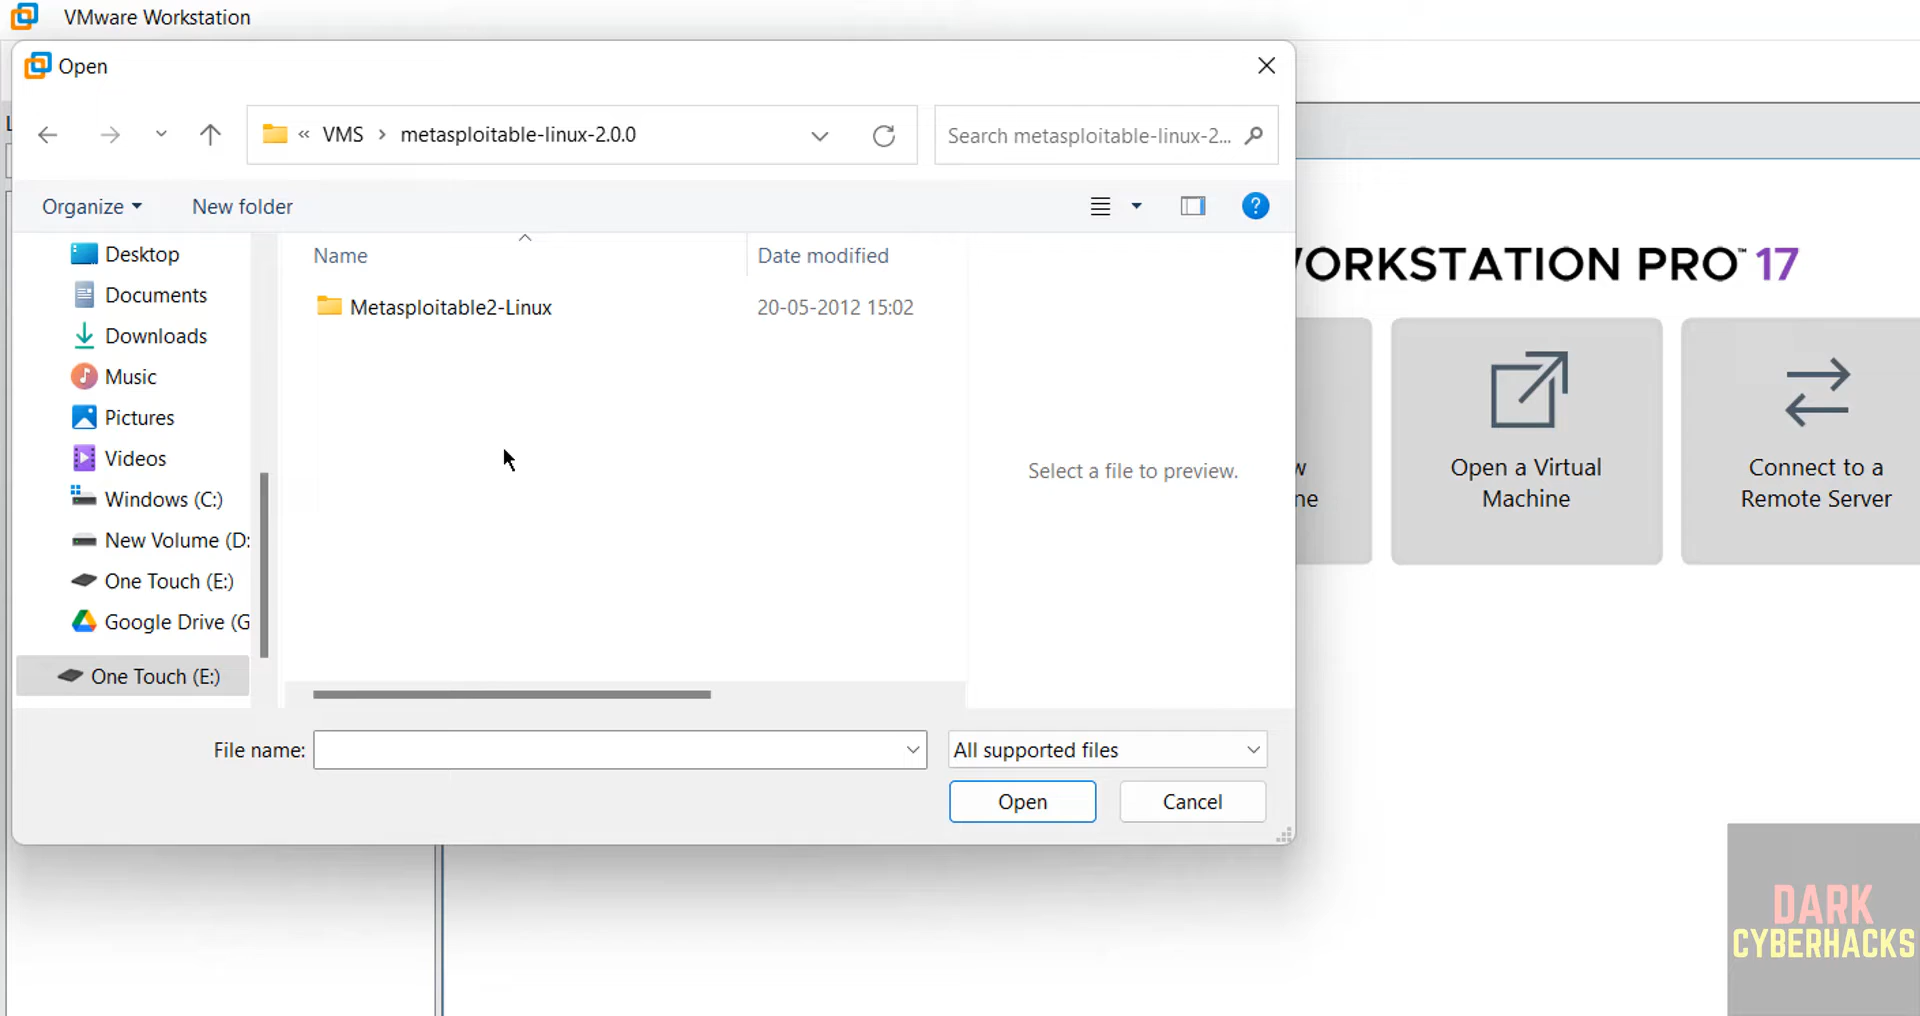 VMware Workstation
Open
« VMS > metasploitable-linux-2.0.0
Search metasploitable-linux-2...
Organize
New folder
?
Desktop
Documents
Downloads
Music
Pictures
Videos
Windows (C:)
New Volume (D:
One Touch (E:)
Google Drive (G
One Touch (E:)
Name
Date modified
Metasploitable2-Linux
20-05-2012 15:02
Select a file to preview.
File name:
All supported files
Open
Cancel
WORKSTATION PRO™ 17
w
ne
Open a Virtual
Machine
Connect to a
Remote Server
DARK
CYBERHACKS